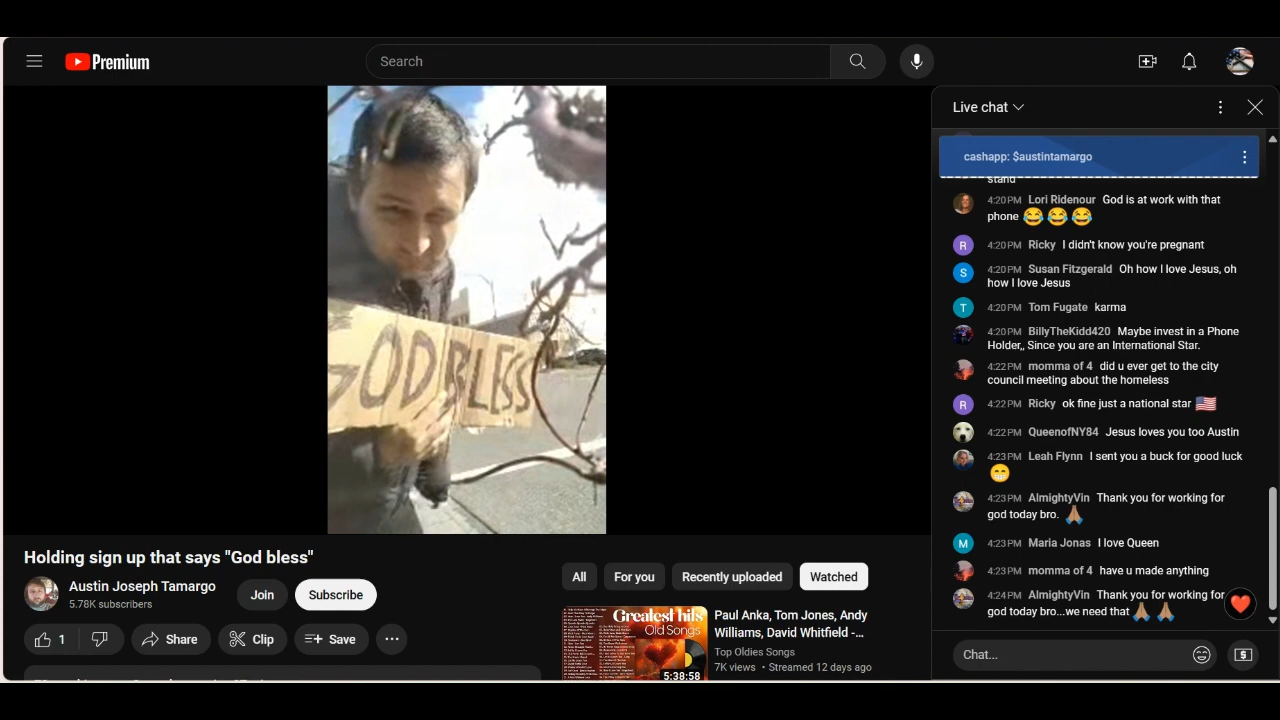 Premium
Search
GOD BLESS
Live chat
cashapp: $austintamargo
stand
4:20 PM Lori Ridenour God is at work with that
phone 😂 😂 😂
R 4:20 PM Ricky I didn't know you're pregnant
S 4:20 PM Susan Fitzgerald Oh how I love Jesus, oh
how I love Jesus
T 4:20 PM Tom Fugate karma
4:20 PM BillyTheKidd420 Maybe invest in a Phone
Holder,, Since you are an International Star.
4:22 PM momma of 4 did u ever get to the city
council meeting about the homeless
R 4:22 PM Ricky ok fine just a national star 🇺🇸
4:22 PM QueenofNY84 Jesus loves you too Austin
4:23 PM Leah Flynn I sent you a buck for good luck
😁
4:23 PM AlmightyVin Thank you for working for
god today bro. 🙏🏽
M 4:23 PM Maria Jonas I love Queen
4:23 PM momma of 4 have u made anything
4:24 PM AlmightyVin Thank you for working for
god today bro...we need that 🙏🏽 🙏🏽
Chat...
Holding sign up that says "God bless"
Austin Joseph Tamargo
5.78K subscribers
Join
Subscribe
1
Share
Clip
Save
All
For you
Recently uploaded
Watched
Greatest hits
Old Songs
5:38:58
Paul Anka, Tom Jones, Andy
Williams, David Whitfield -...
Top Oldies Songs
7K views • Streamed 12 days ago